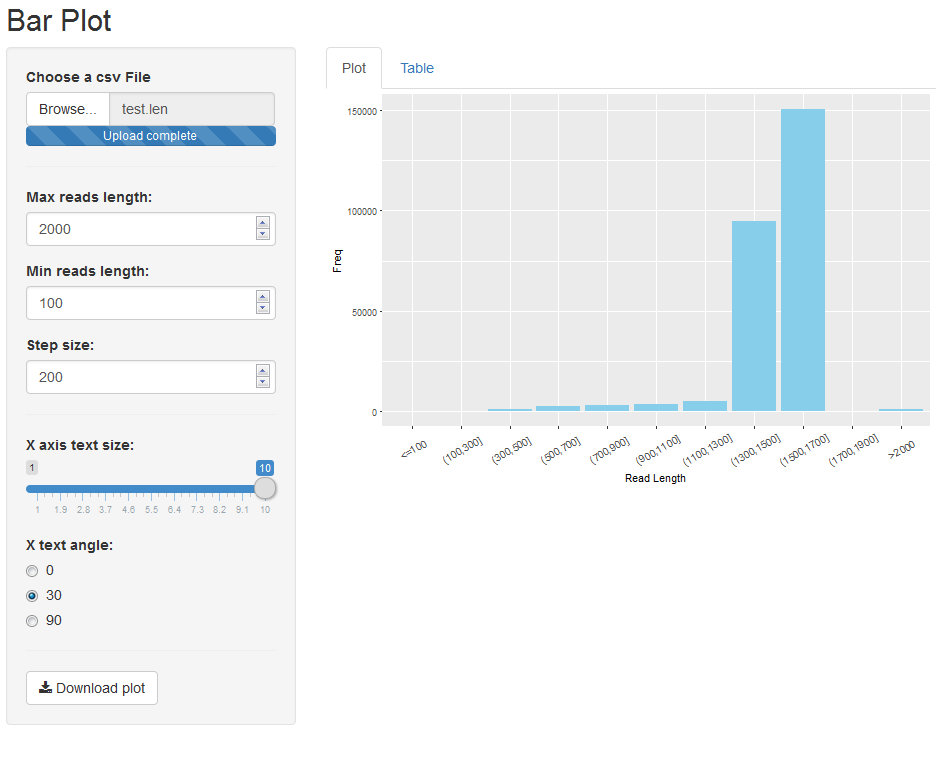 Bar Plot
Choose a csv File
Browse... test.len
Upload complete
Max reads length:
2000
Min reads length:
100
Step size:
200
X axis text size:
1 10
1 1.9 2.8 3.7 4.6 5.5 6.4 7.3 8.2 9.1 10
X text angle:
0
30
90
Download plot
Plot Table
150000
100000
50000
0
Freq
<=100 (100,300] (300,500] (500,700] (700,900] (900,1100] (1100,1300] (1300,1500] (1500,1700] (1700,1900] >2000
Read Length